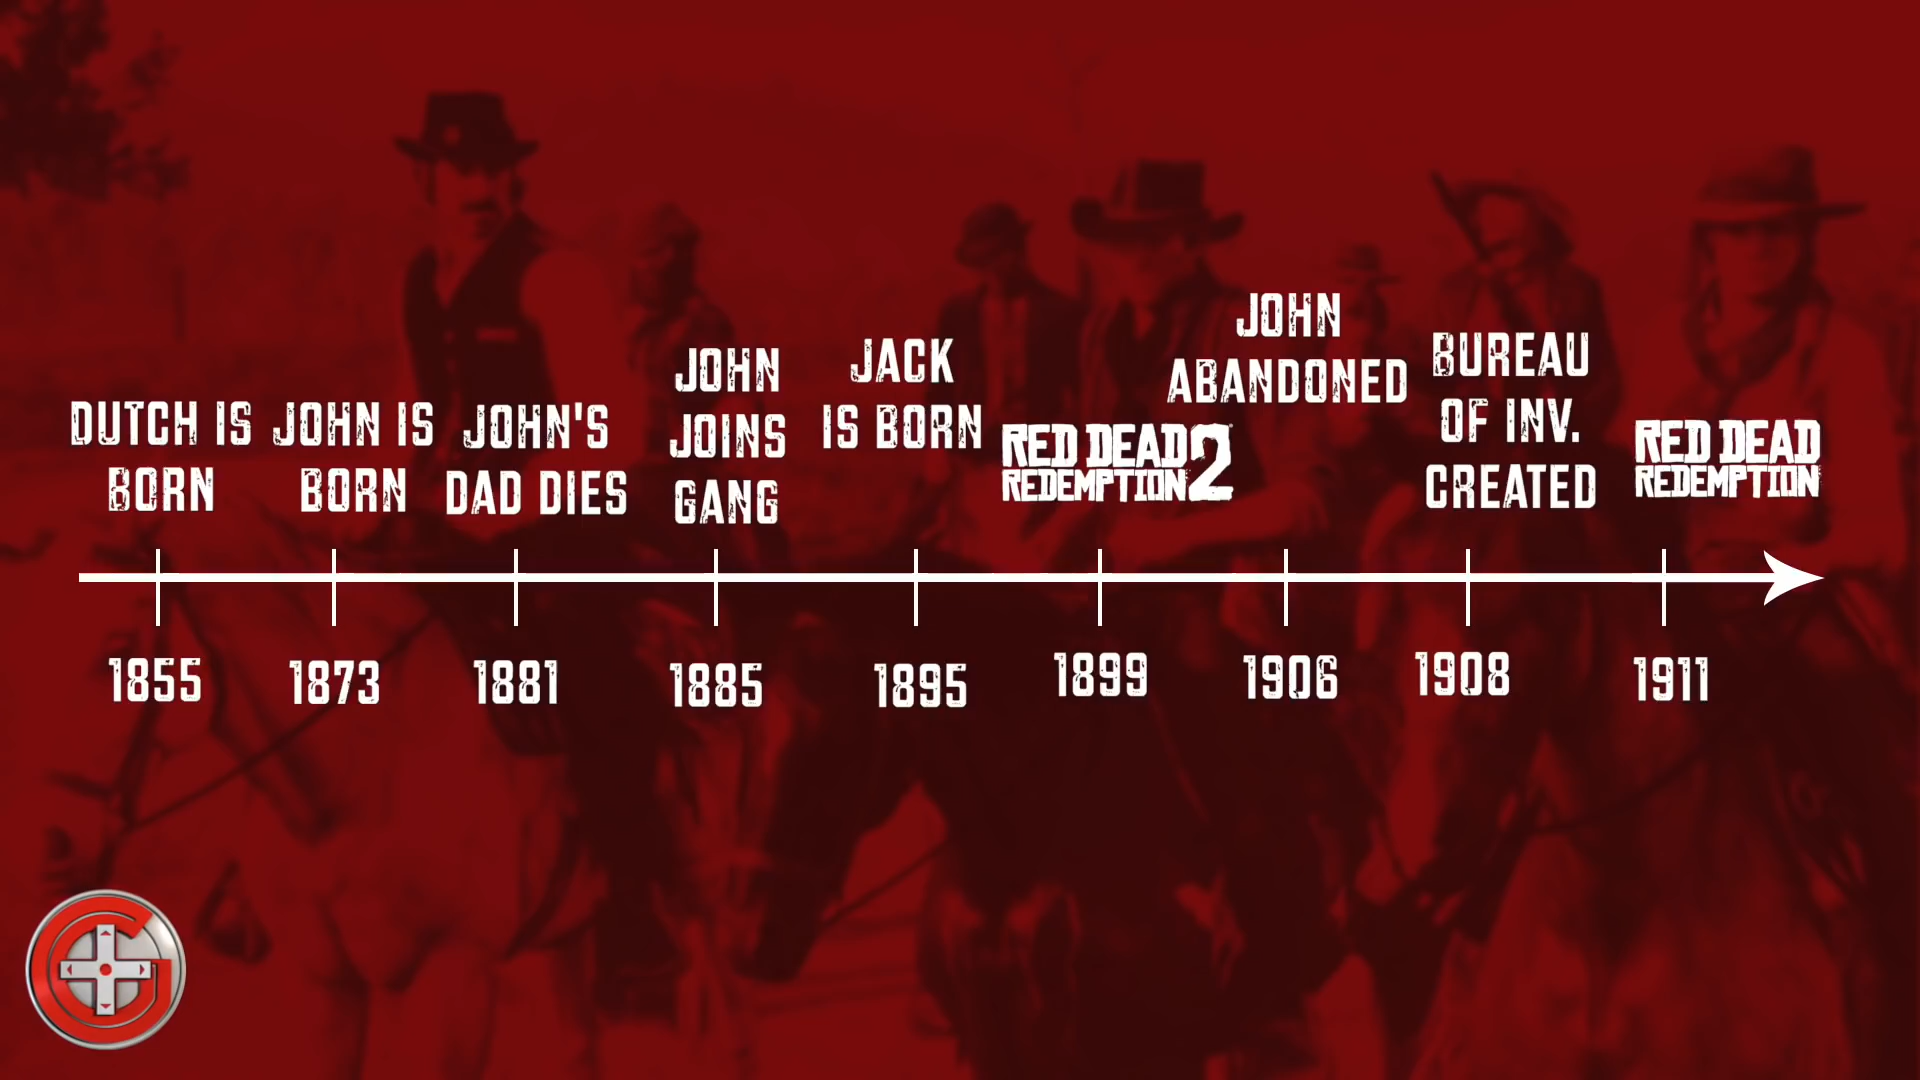 DUTCH IS
BORN
JOHN IS
BORN
JOHN'S
DAD DIES
JOHN
JOINS
GANG
JACK
IS BORN
RED DEAD
REDEMPTION 2
JOHN
ABANDONED
BUREAU
OF INV.
CREATED
RED DEAD
REDEMPTION
1855
1873
1881
1885
1895
1899
1906
1908
1911